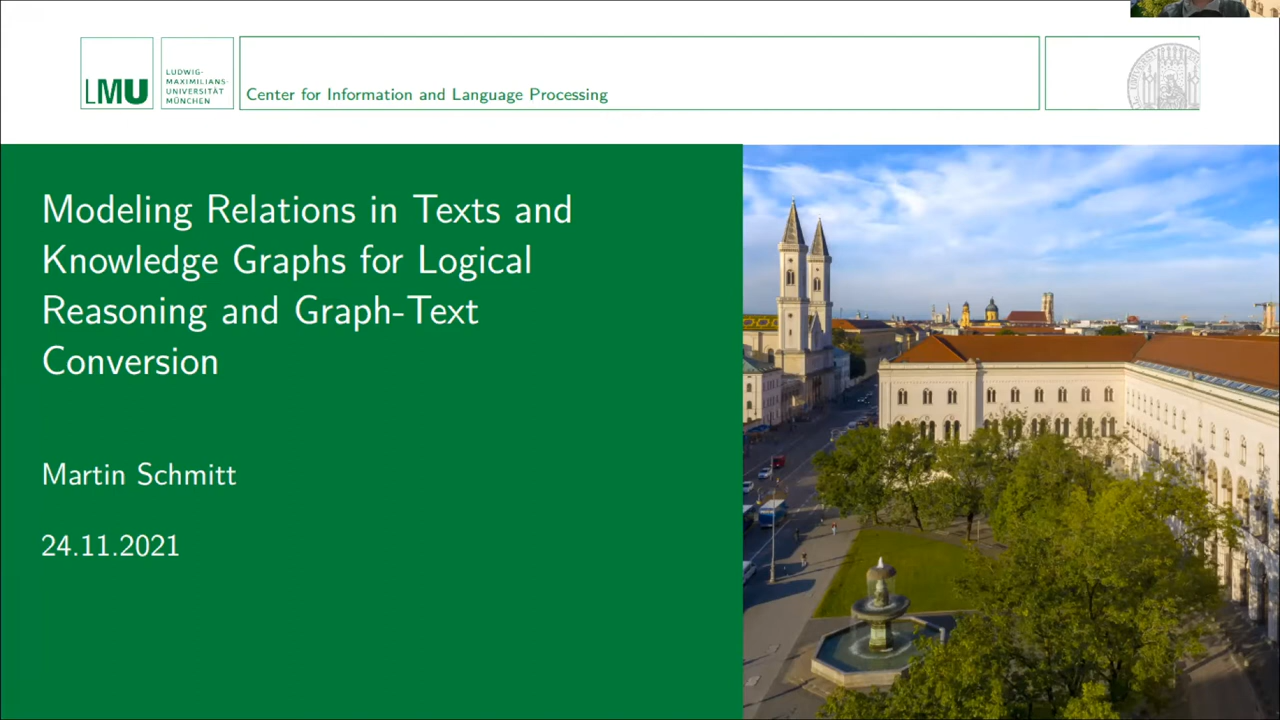 LMU
LUDWIG-
MAXIMILIANS-
UNIVERSITÄT
MÜNCHEN
Center for Information and Language Processing
Modeling Relations in Texts and
Knowledge Graphs for Logical
Reasoning and Graph-Text
Conversion
Martin Schmitt
24.11.2021